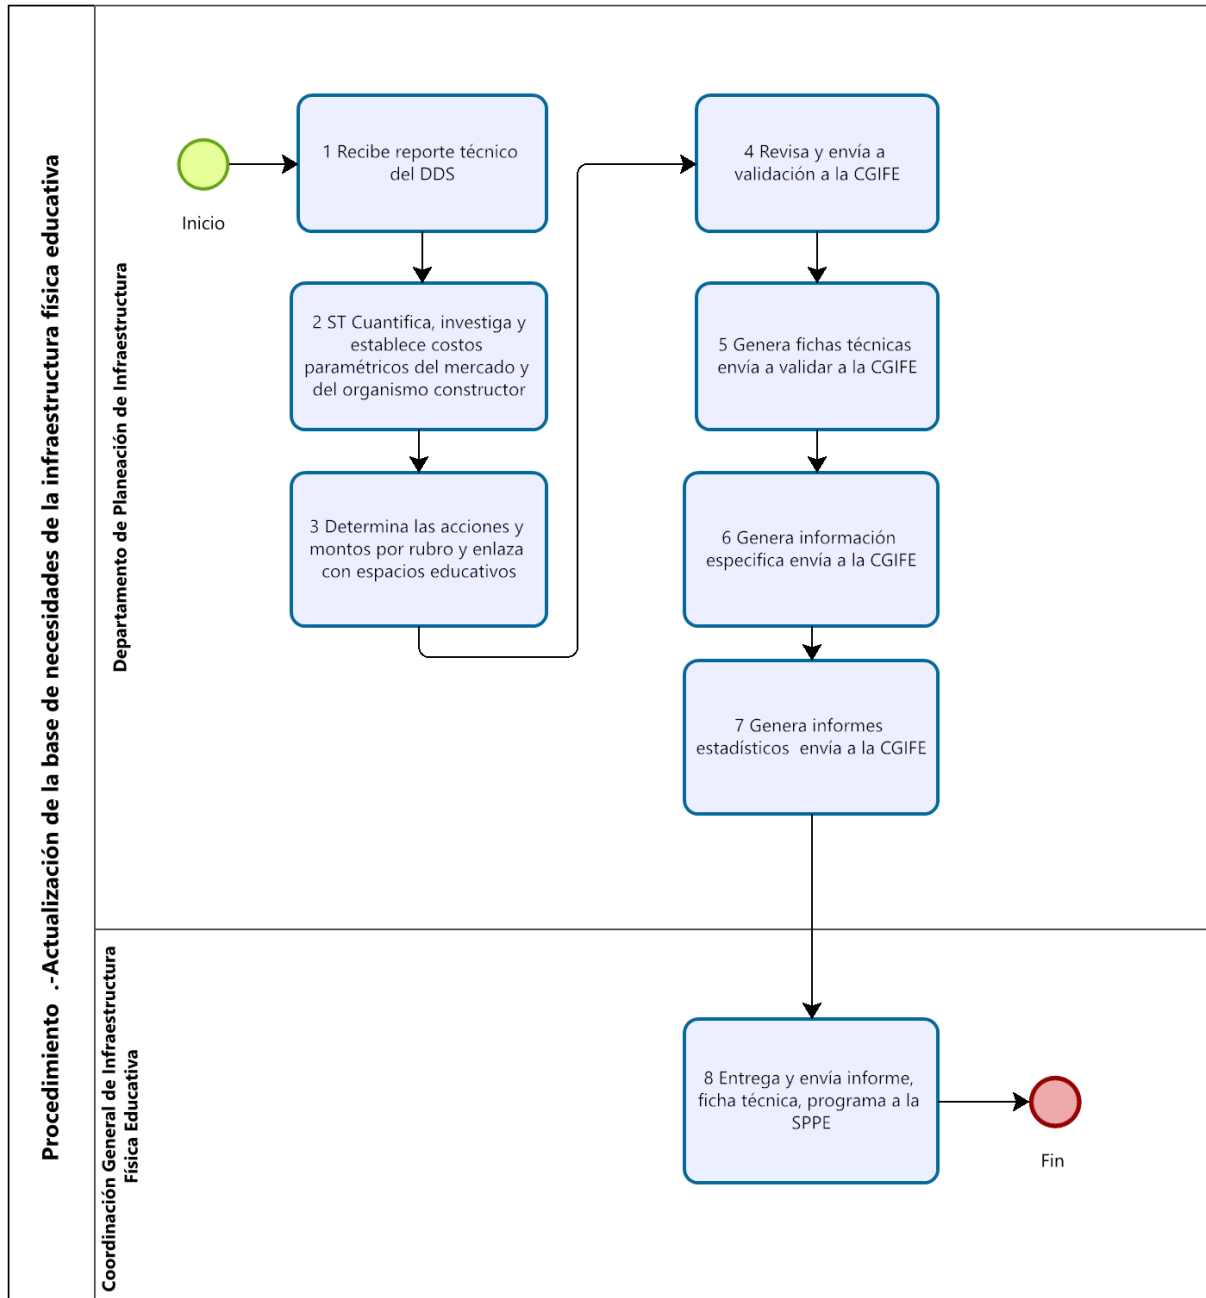 Procedimiento .-Actualización de la base de necesidades de la infraestructura física educativa
Departamento de Planeación de Infraestructura
Inicio
1 Recibe reporte técnico
del DDS
2 ST Cuantifica, investiga y
establece costos
paramétricos del mercado y
del organismo constructor
3 Determina las acciones y
montos por rubro y enlaza
con espacios educativos
4 Revisa y envía a
validación a la CGIFE
5 Genera fichas técnicas
envía a validar a la CGIFE
6 Genera información
especifica envía a la CGIFE
7 Genera informes
estadísticos envía a la CGIFE
Coordinación General de Infraestructura
Física Educativa
8 Entrega y envía informe,
ficha técnica, programa a la
SPPE
Fin